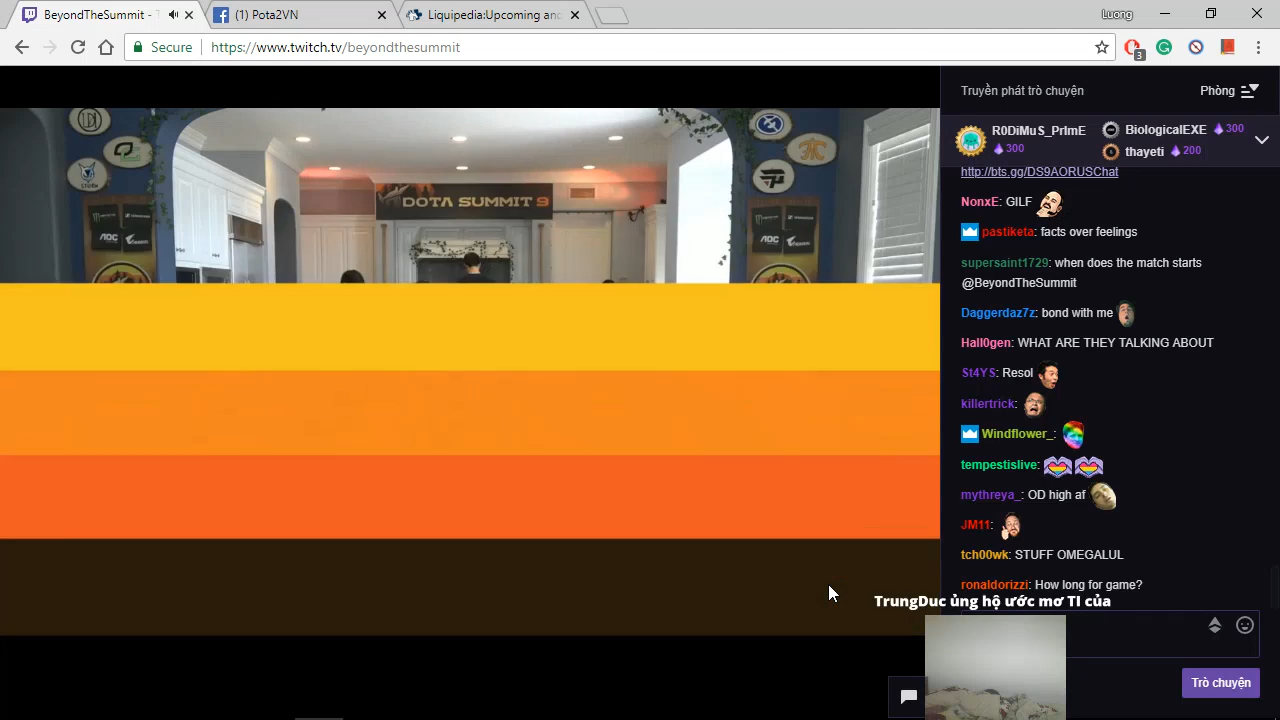 BeyondTheSummit - T
(1) Pota2VN
Liquipedia:Upcoming and
Luong
Secure
https://www.twitch.tv/beyondthesummit
3
Truyền phát trò chuyện
Phòng
R0DiMuS_PrImE
300
BiologicalEXE
300
thayeti
200
http://bts.gg/DS9AORUSChat
NonxE: GILF
pastiketa: facts over feelings
supersaint1729: when does the match starts
@BeyondTheSummit
Daggerdaz7z: bond with me
Hall0gen: WHAT ARE THEY TALKING ABOUT
St4YS: Resol
killertrick:
Windflower_:
tempestislive:
mythreya_: OD high af
JM11:
tch00wk: STUFF OMEGALUL
ronaldorizzi: How long for game?
TrungDuc ủng hộ ước mơ TI của
Trò chuyện
DOTA SUMMIT 9
AOC
AOC